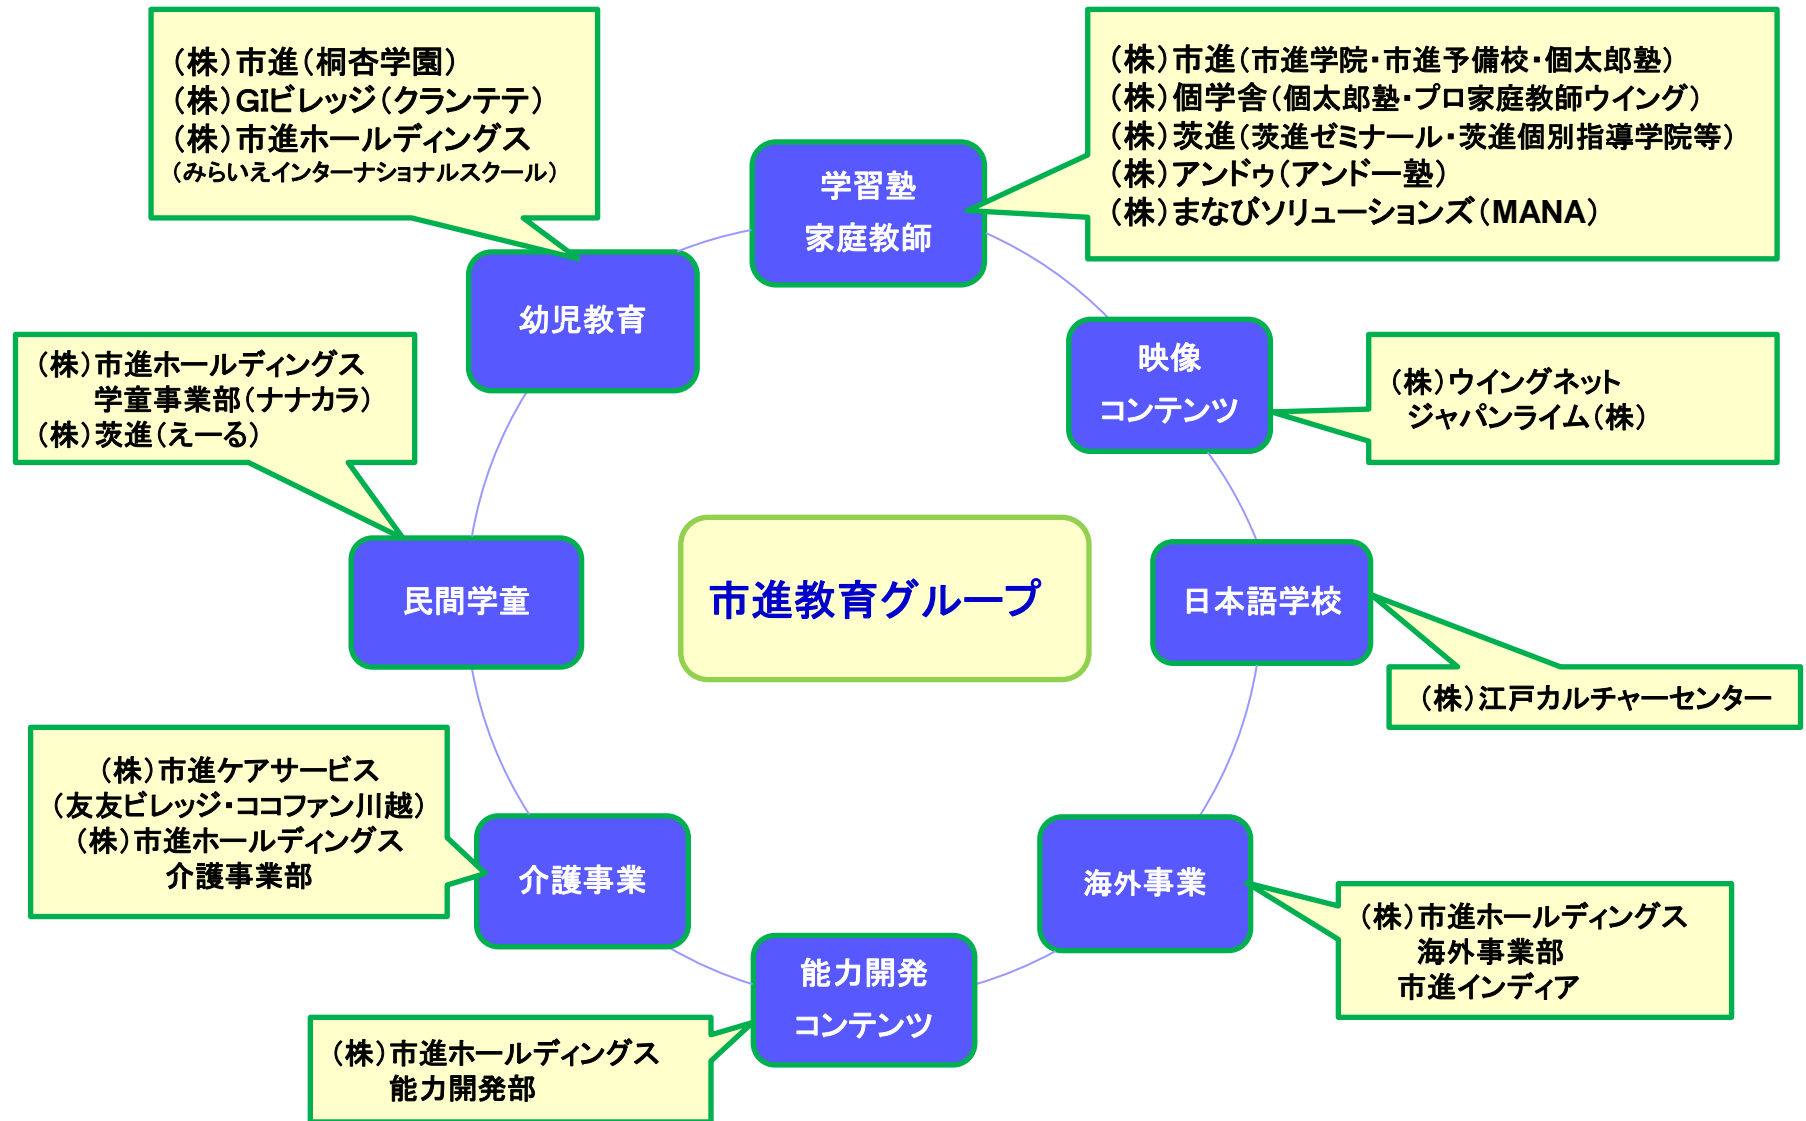 （株）市進（桐杏学園）
（株）GIビレッジ（クランテテ）
（株）市進ホールディングス
（みらいえインターナショナルスクール）
（株）市進（市進学院・市進予備校・個太郎塾）
（株）個学舎（個太郎塾・プロ家庭教師ウイング）
（株）茨進（茨進ゼミナール・茨進個別指導学院等）
（株）アンドゥ（アンドー塾）
（株）まなびソリューションズ（MANA）
学習塾
家庭教師
幼児教育
映像
コンテンツ
（株）市進ホールディングス
学童事業部（ナナカラ）
（株）茨進（えーる）
（株）ウイングネット
ジャパンライム（株）
民間学童
市進教育グループ
日本語学校
（株）江戸カルチャーセンター
（株）市進ケアサービス
（友友ビレッジ・ココファン川越）
（株）市進ホールディングス
介護事業部
介護事業
海外事業
（株）市進ホールディングス
海外事業部
市進インディア
能力開発
コンテンツ
（株）市進ホールディングス
能力開発部